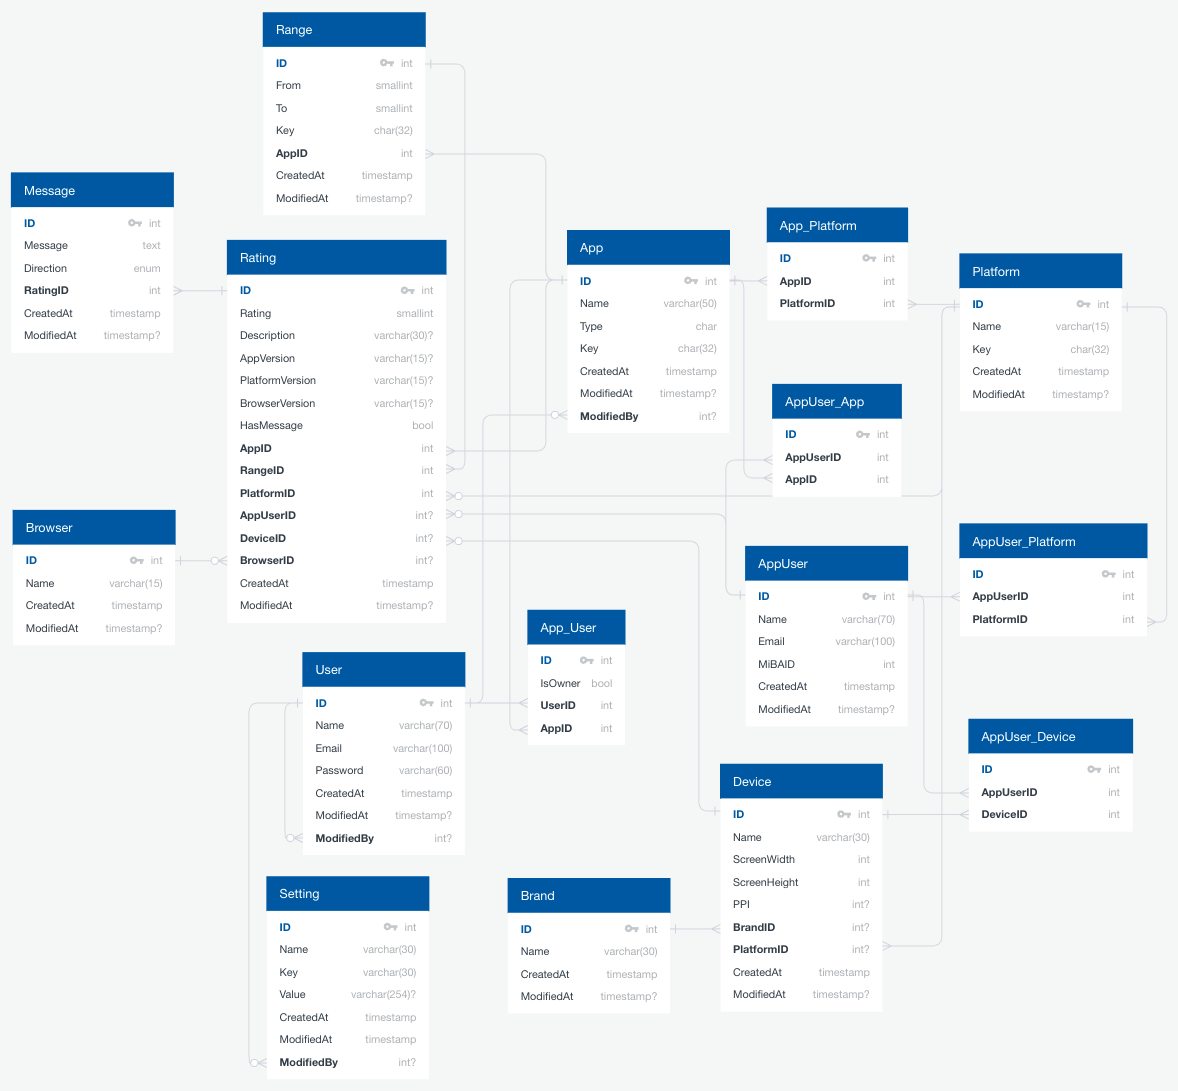 Range
ID int
From smallint
To smallint
Key char(32)
AppID int
CreatedAt timestamp
ModifiedAt timestamp?
Message
ID int
Message text
Direction enum
RatingID int
CreatedAt timestamp
ModifiedAt timestamp?
Rating
ID int
Rating smallint
Description varchar(30)?
AppVersion varchar(15)?
PlatformVersion varchar(15)?
BrowserVersion varchar(15)?
HasMessage bool
AppID int
RangeID int
PlatformID int
AppUserID int?
DeviceID int?
BrowserID int?
CreatedAt timestamp
ModifiedAt timestamp?
App
ID int
Name varchar(50)
Type char
Key char(32)
CreatedAt timestamp
ModifiedAt timestamp?
ModifiedBy int?
App_Platform
ID int
AppID int
PlatformID int
Platform
ID int
Name varchar(15)
Key char(32)
CreatedAt timestamp
ModifiedAt timestamp?
AppUser_App
ID int
AppUserID int
AppID int
Browser
ID int
Name varchar(15)
CreatedAt timestamp
ModifiedAt timestamp?
AppUser_Platform
ID int
AppUserID int
PlatformID int
AppUser
ID int
Name varchar(70)
Email varchar(100)
MiBAID int
CreatedAt timestamp
ModifiedAt timestamp?
App_User
ID int
IsOwner bool
UserID int
AppID int
User
ID int
Name varchar(70)
Email varchar(100)
Password varchar(60)
CreatedAt timestamp
ModifiedAt timestamp?
ModifiedBy int?
AppUser_Device
ID int
AppUserID int
DeviceID int
Device
ID int
Name varchar(30)
ScreenWidth int
ScreenHeight int
PPI int?
BrandID int?
PlatformID int?
CreatedAt timestamp
ModifiedAt timestamp?
Setting
ID int
Name varchar(30)
Key varchar(30)
Value varchar(254)?
CreatedAt timestamp
ModifiedAt timestamp
ModifiedBy int?
Brand
ID int
Name varchar(30)
CreatedAt timestamp
ModifiedAt timestamp?